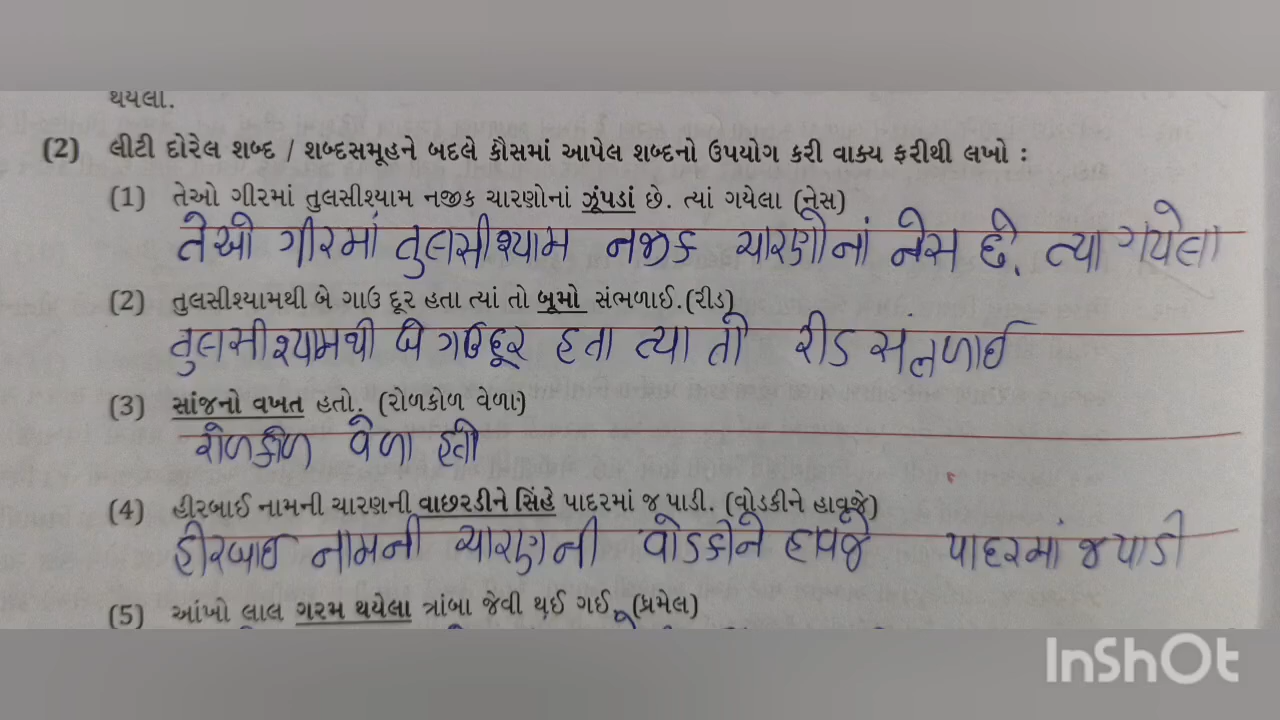 થયેલા.
(2) લીટી દોરેલ શબ્દ / શબ્દસમૂહને બદલે કૌસમાં આપેલ શબ્દનો ઉપયોગ કરી વાક્ય ફરીથી લખો :
(1) તેઓ ગીરમાં તુલસીશ્યામ નજીક ચારણોનાં ઝૂંપડાં છે. ત્યાં ગયેલા (નેસ)
તેઓ ગીરમાં તુલસીશ્યામ નજીક ચારણોનાં નેસ છે. ત્યા ગયેલા
(2) તુલસીશ્યામથી બે ગાઉ દૂર હતા ત્યાં તો બૂમો સંભળાઈ.(રીડ)
તુલસીશ્યામથી બે ગઉદૂર હતા ત્યા તો રીડ
(3) સાંજનો વખત હતો. (રોળકોળ વેળા)
રોળકોળ વેળા હતી
(4) હીરબાઈ નામની ચારણની વાછરડીને સિંહે પાદરમાં જ પાડી. (વોડકીને હાવૂજે)
હીરબાઇ નામની ચારણની વોડકીને હાવજે પાદરમાં જ પાડી
(5) આંખો લાલ ગરમ થયેલા ત્રાંબા જેવી થઈ ગઈ. (પ્રમેલ)
InShOt